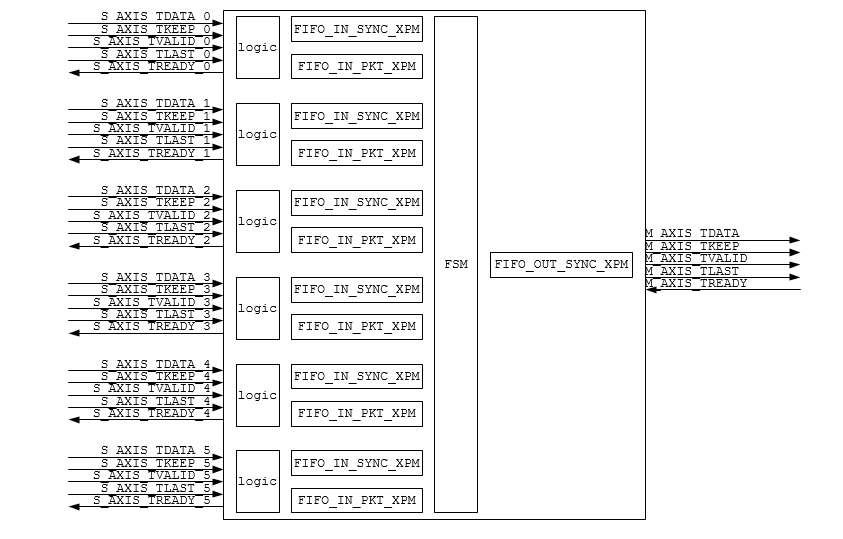 S_AXIS_TDATA_0
S_AXIS_TKEEP_0
S_AXIS_TVALID_0
S_AXIS_TLAST_0
S_AXIS_TREADY_0
logic
FIFO_IN_SYNC_XPM
FIFO_IN_PKT_XPM
S_AXIS_TDATA_1
S_AXIS_TKEEP_1
S_AXIS_TVALID_1
S_AXIS_TLAST_1
S_AXIS_TREADY_1
logic
FIFO_IN_SYNC_XPM
FIFO_IN_PKT_XPM
S_AXIS_TDATA_2
S_AXIS_TKEEP_2
S_AXIS_TVALID_2
S_AXIS_TLAST_2
S_AXIS_TREADY_2
logic
FIFO_IN_SYNC_XPM
FIFO_IN_PKT_XPM
S_AXIS_TDATA_3
S_AXIS_TKEEP_3
S_AXIS_TVALID_3
S_AXIS_TLAST_3
S_AXIS_TREADY_3
logic
FIFO_IN_SYNC_XPM
FIFO_IN_PKT_XPM
S_AXIS_TDATA_4
S_AXIS_TKEEP_4
S_AXIS_TVALID_4
S_AXIS_TLAST_4
S_AXIS_TREADY_4
logic
FIFO_IN_SYNC_XPM
FIFO_IN_PKT_XPM
S_AXIS_TDATA_5
S_AXIS_TKEEP_5
S_AXIS_TVALID_5
S_AXIS_TLAST_5
S_AXIS_TREADY_5
logic
FIFO_IN_SYNC_XPM
FIFO_IN_PKT_XPM
FSM
FIFO_OUT_SYNC_XPM
M_AXIS_TDATA
M_AXIS_TKEEP
M_AXIS_TVALID
M_AXIS_TLAST
M_AXIS_TREADY